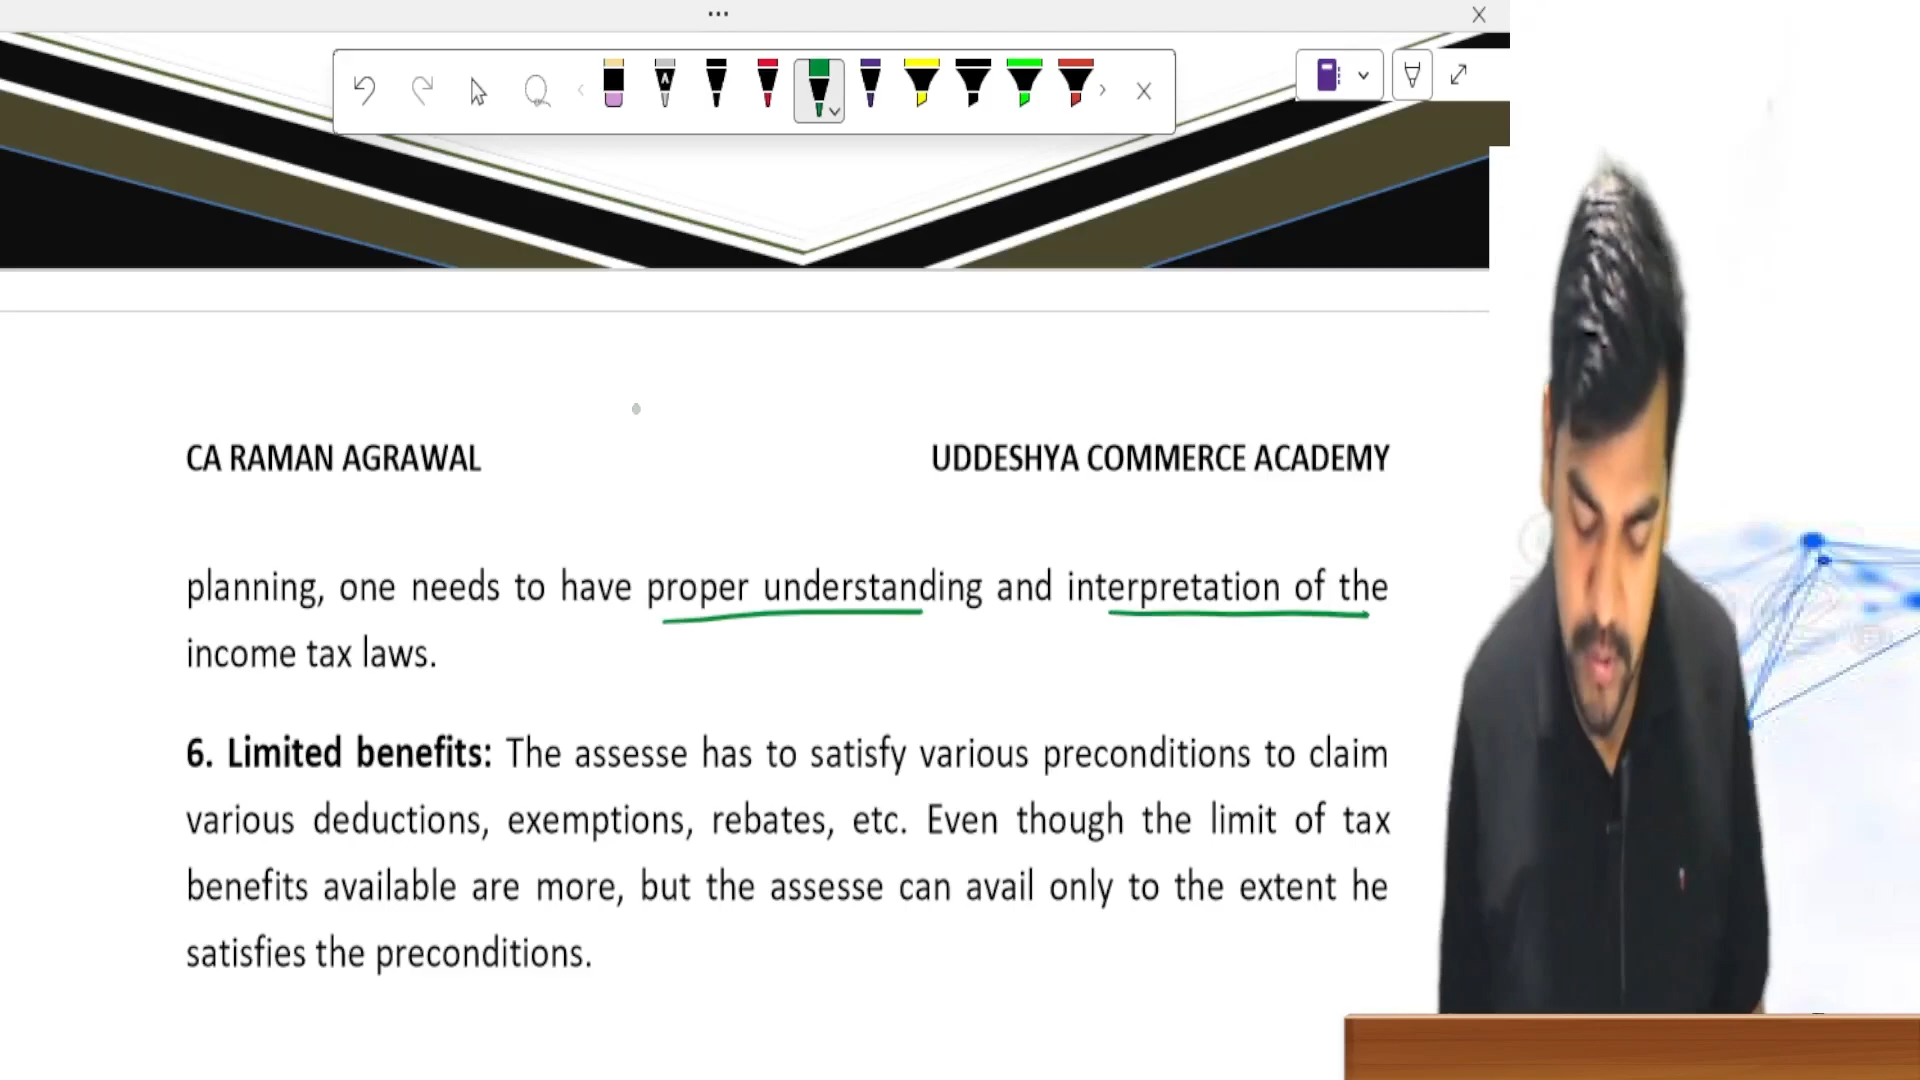 CA RAMAN AGRAWAL
UDDESHYA COMMERCE ACADEMY
planning, one needs to have proper understanding and interpretation of the
income tax laws.
6. Limited benefits: The assesse has to satisfy various preconditions to claim
various deductions, exemptions, rebates, etc. Even though the limit of tax
benefits available are more, but the assesse can avail only to the extent he
satisfies the preconditions.